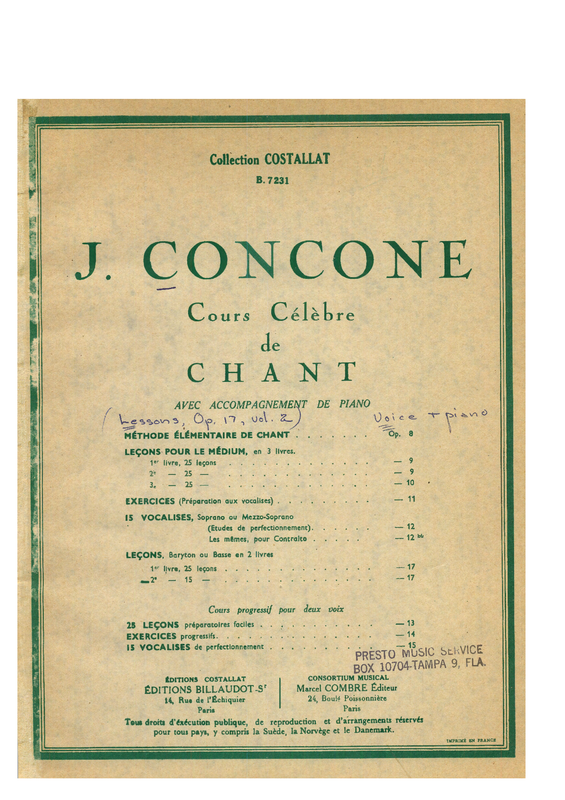 Collection COSTALLAT
B. 7231
J. CONCONE
Cours Célèbre
de
CHANT
AVEC ACCOMPAGNEMENT DE PIANO
(Lessons, Op. 17, vol. 2) Voice + piano
MÉTHODE ÉLÉMENTAIRE DE CHANT . . . . . . . Op. 8
LEÇONS POUR LE MÉDIUM, en 3 livres.
1er livre, 25 leçons . . . . . . . . . . . . — 9
2e — 25 — . . . . . . . . . . . . — 9
3e — 25 — . . . . . . . . . . . . — 10
EXERCICES (Préparation aux vocalises) . . . . . . . . . — 11
15 VOCALISES, Soprano ou Mezzo-Soprano
(Etudes de perfectionnement) . . . . . . — 12
Les mêmes, pour Contralto . . . . . — 12 bis
LEÇONS, Baryton ou Basse en 2 livres
1er livre, 25 leçons . . . . . . . . . . . . — 17
2e — 15 — . . . . . . . . . . . . — 17
Cours progressif pour deux voix
25 LEÇONS préparatoires faciles . . . . . . . . . — 13
EXERCICES progressifs. . . . . . . . . . . . . — 14
15 VOCALISES de perfectionnement . . . . . . . . . — 15
PRESTO MUSIC SERVICE
BOX 10704-TAMPA 9, FLA.
ÉDITIONS COSTALLAT
ÉDITIONS BILLAUDOT-Sr
14, Rue de l'Échiquier
Paris
CONSORTIUM MUSICAL
Marcel COMBRE Éditeur
24, Bould Poissonnière
Paris
Tous droits d'éxécution publique, de reproduction et d'arrangements réservés
pour tous pays, y compris la Suède, la Norvège et le Danemark.
IMPRIMÉ EN FRANCE